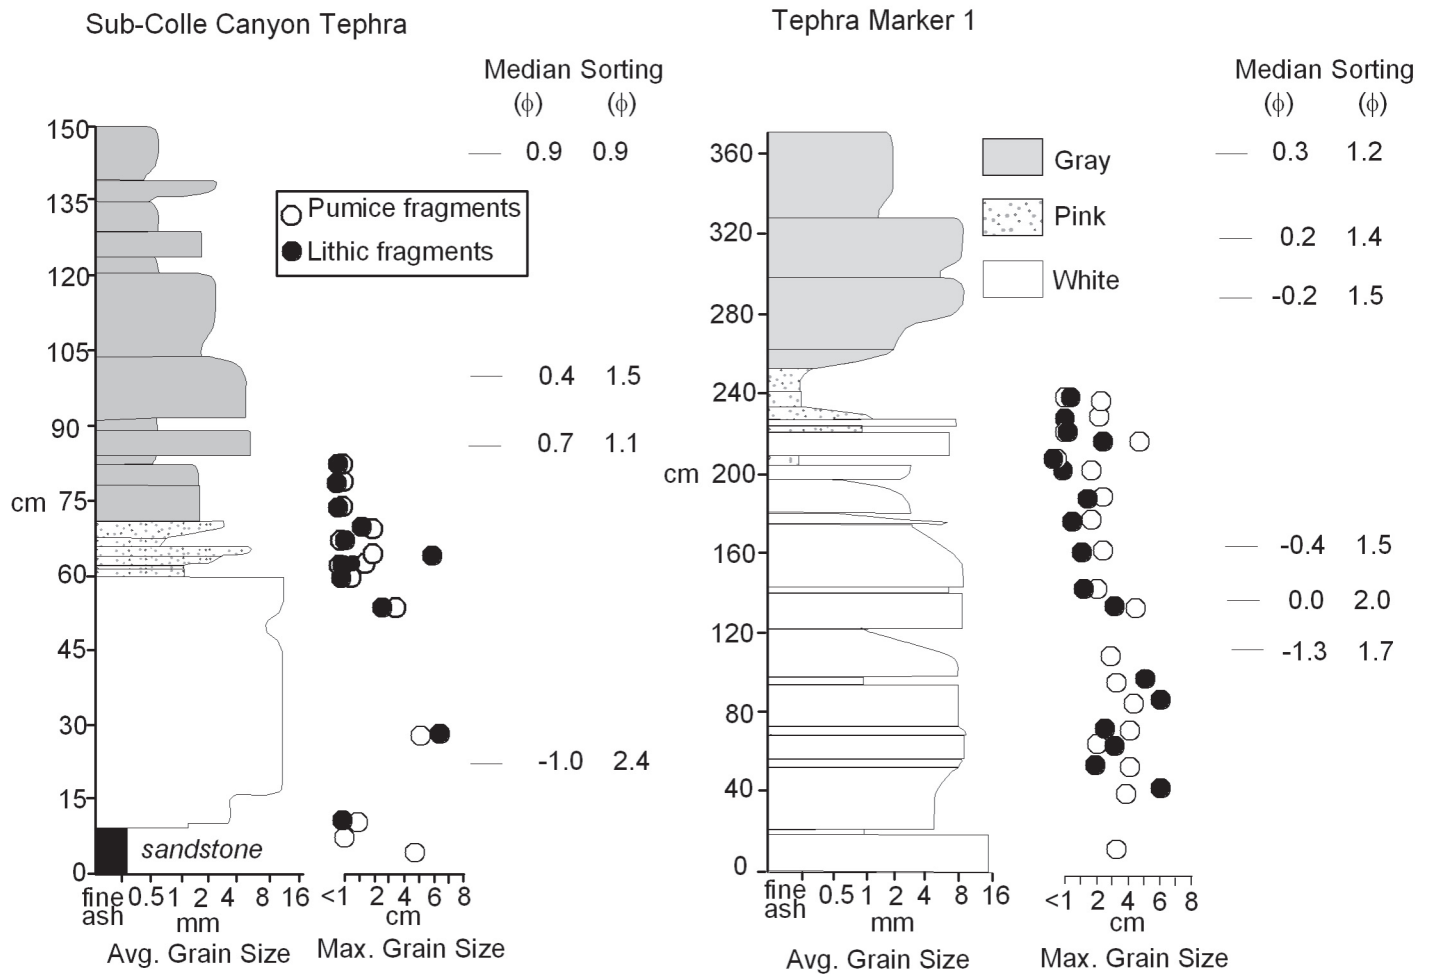 Sub-Colle Canyon Tephra
Median Sorting
(ϕ) (ϕ)
150
135
120
105
90
cm
75
60
45
30
15
0
0.9 0.9
0.4 1.5
0.7 1.1
-1.0 2.4
Pumice fragments
Lithic fragments
sandstone
fine
ash
0.5 1 2 4 8 16
mm
Avg. Grain Size
<1 2 4 6 8
cm
Max. Grain Size
Tephra Marker 1
Median Sorting
(ϕ) (ϕ)
360
320
280
240
cm
200
160
120
80
40
0
Gray
Pink
White
0.3 1.2
0.2 1.4
-0.2 1.5
-0.4 1.5
0.0 2.0
-1.3 1.7
fine
ash
0.5 1 2 4 8 16
mm
Avg. Grain Size
<1 2 4 6 8
cm
Max. Grain Size